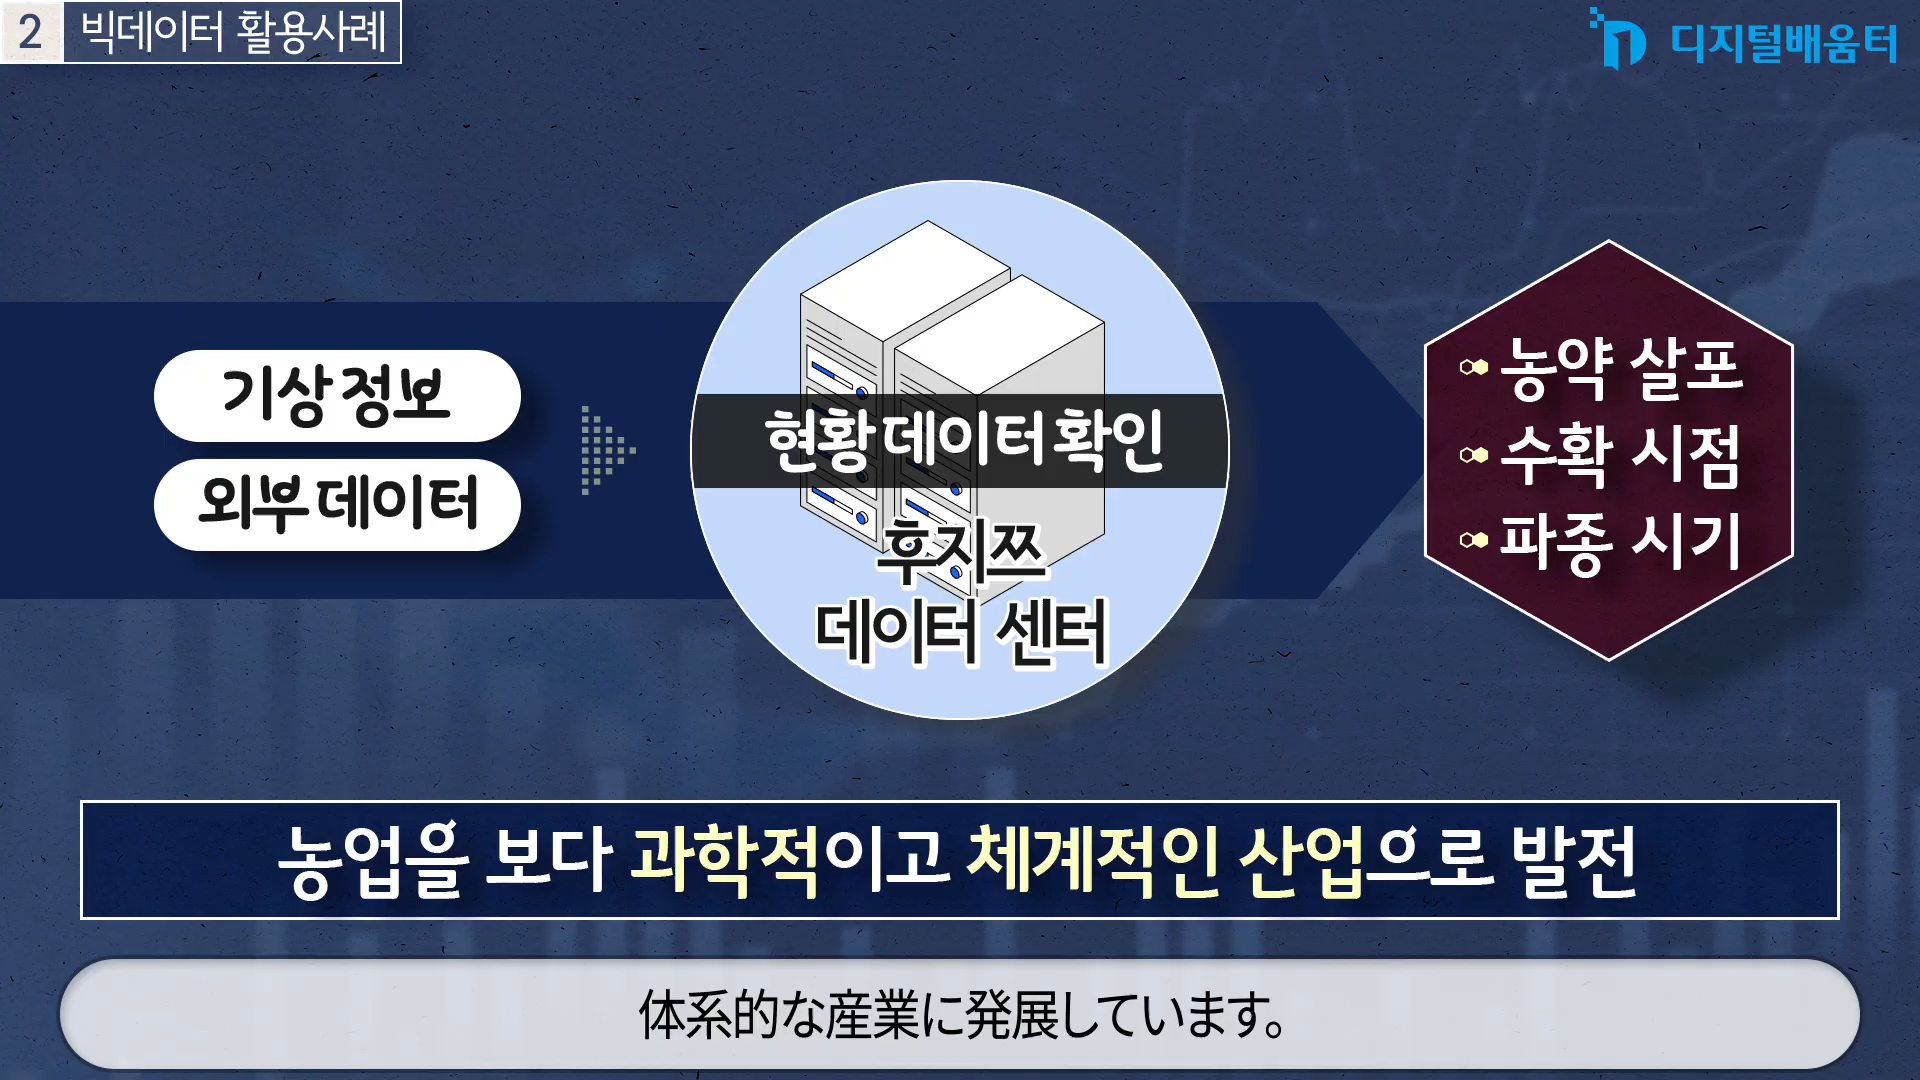 2 빅데이터 활용사례
디지털배움터
기상 정보
외부 데이터
현황 데이터 확인
후지쯔
데이터 센터
농약 살포
수확 시점
파종 시기
농업을 보다 과학적이고 체계적인 산업으로 발전
体系的な産業に発展しています。